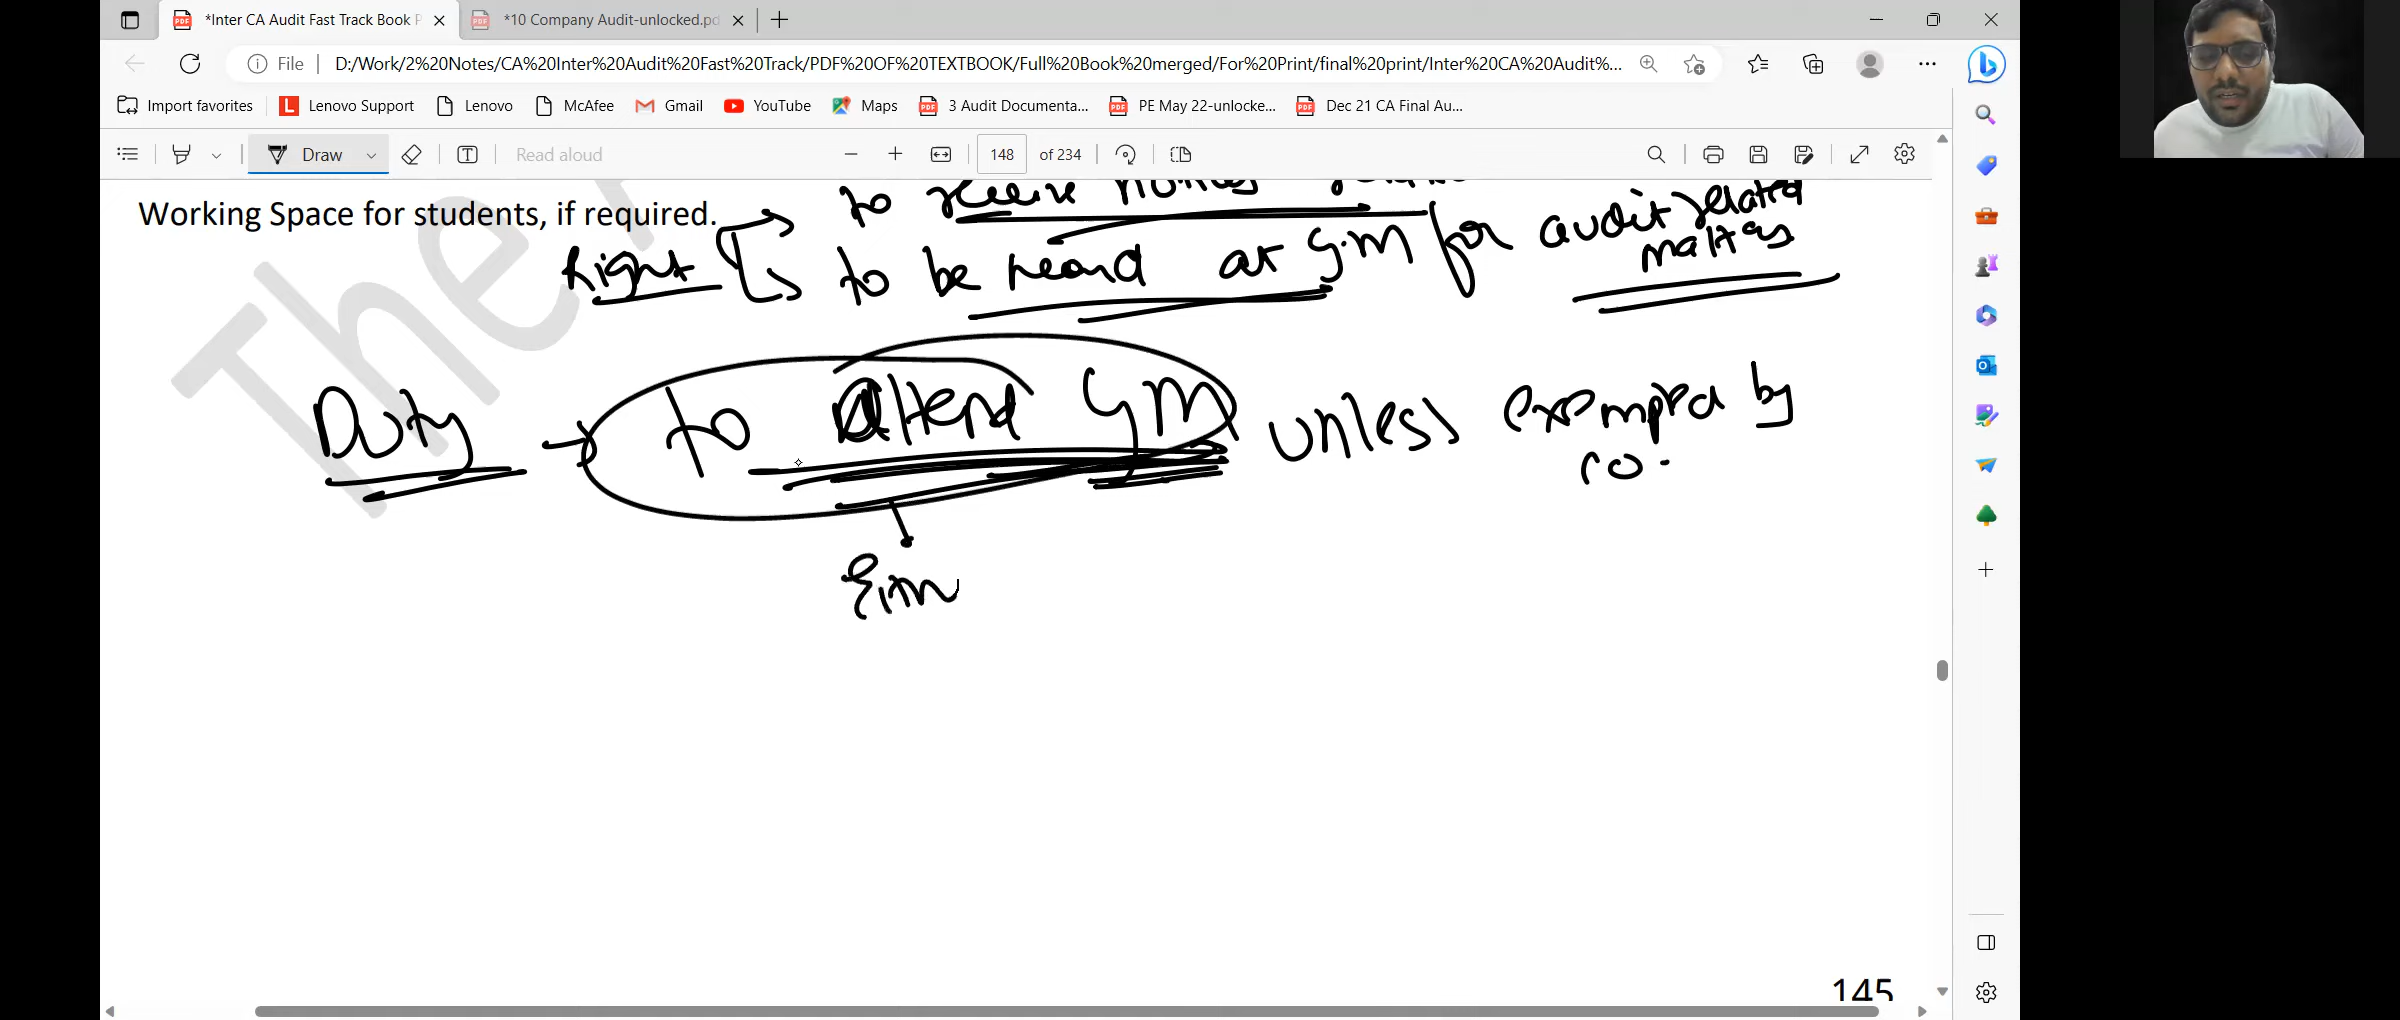 *Inter CA Audit Fast Track Book P
*10 Company Audit-unlocked.pd
File
D:/Work/2%20Notes/CA%20Inter%20Audit%20Fast%20Track/PDF%20OF%20TEXTBOOK/Full%20Book%20merged/For%20Print/final%20print/Inter%20CA%20Audit%...
Import favorites
Lenovo Support
Lenovo
McAfee
Gmail
YouTube
Maps
3 Audit Documenta...
PE May 22-unlocke...
Dec 21 CA Final Au...
Draw
Read aloud
148 of 234
Working Space for students, if required.
The
to receive notices
Right
to be heard at G.M for audit related
matters
Duty → to attend GM unless exempted by
co.
145